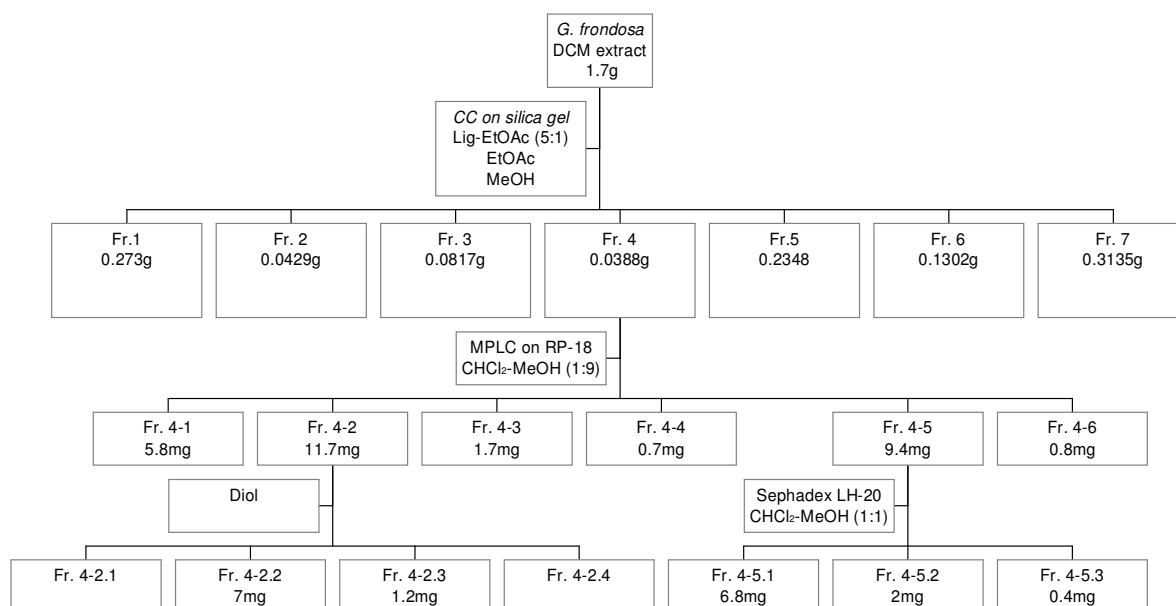 G. frondosa
DCM extract
1.7g
CC on silica gel
Lig-EtOAc (5:1)
EtOAc
MeOH
Fr.1
0.273g
Fr. 2
0.0429g
Fr. 3
0.0817g
Fr. 4
0.0388g
Fr.5
0.2348
Fr. 6
0.1302g
Fr. 7
0.3135g
MPLC on RP-18
CHCl₂-MeOH (1:9)
Fr. 4-1
5.8mg
Fr. 4-2
11.7mg
Fr. 4-3
1.7mg
Fr. 4-4
0.7mg
Fr. 4-5
9.4mg
Fr. 4-6
0.8mg
Diol
Sephadex LH-20
CHCl₂-MeOH (1:1)
Fr. 4-2.1
Fr. 4-2.2
7mg
Fr. 4-2.3
1.2mg
Fr. 4-2.4
Fr. 4-5.1
6.8mg
Fr. 4-5.2
2mg
Fr. 4-5.3
0.4mg